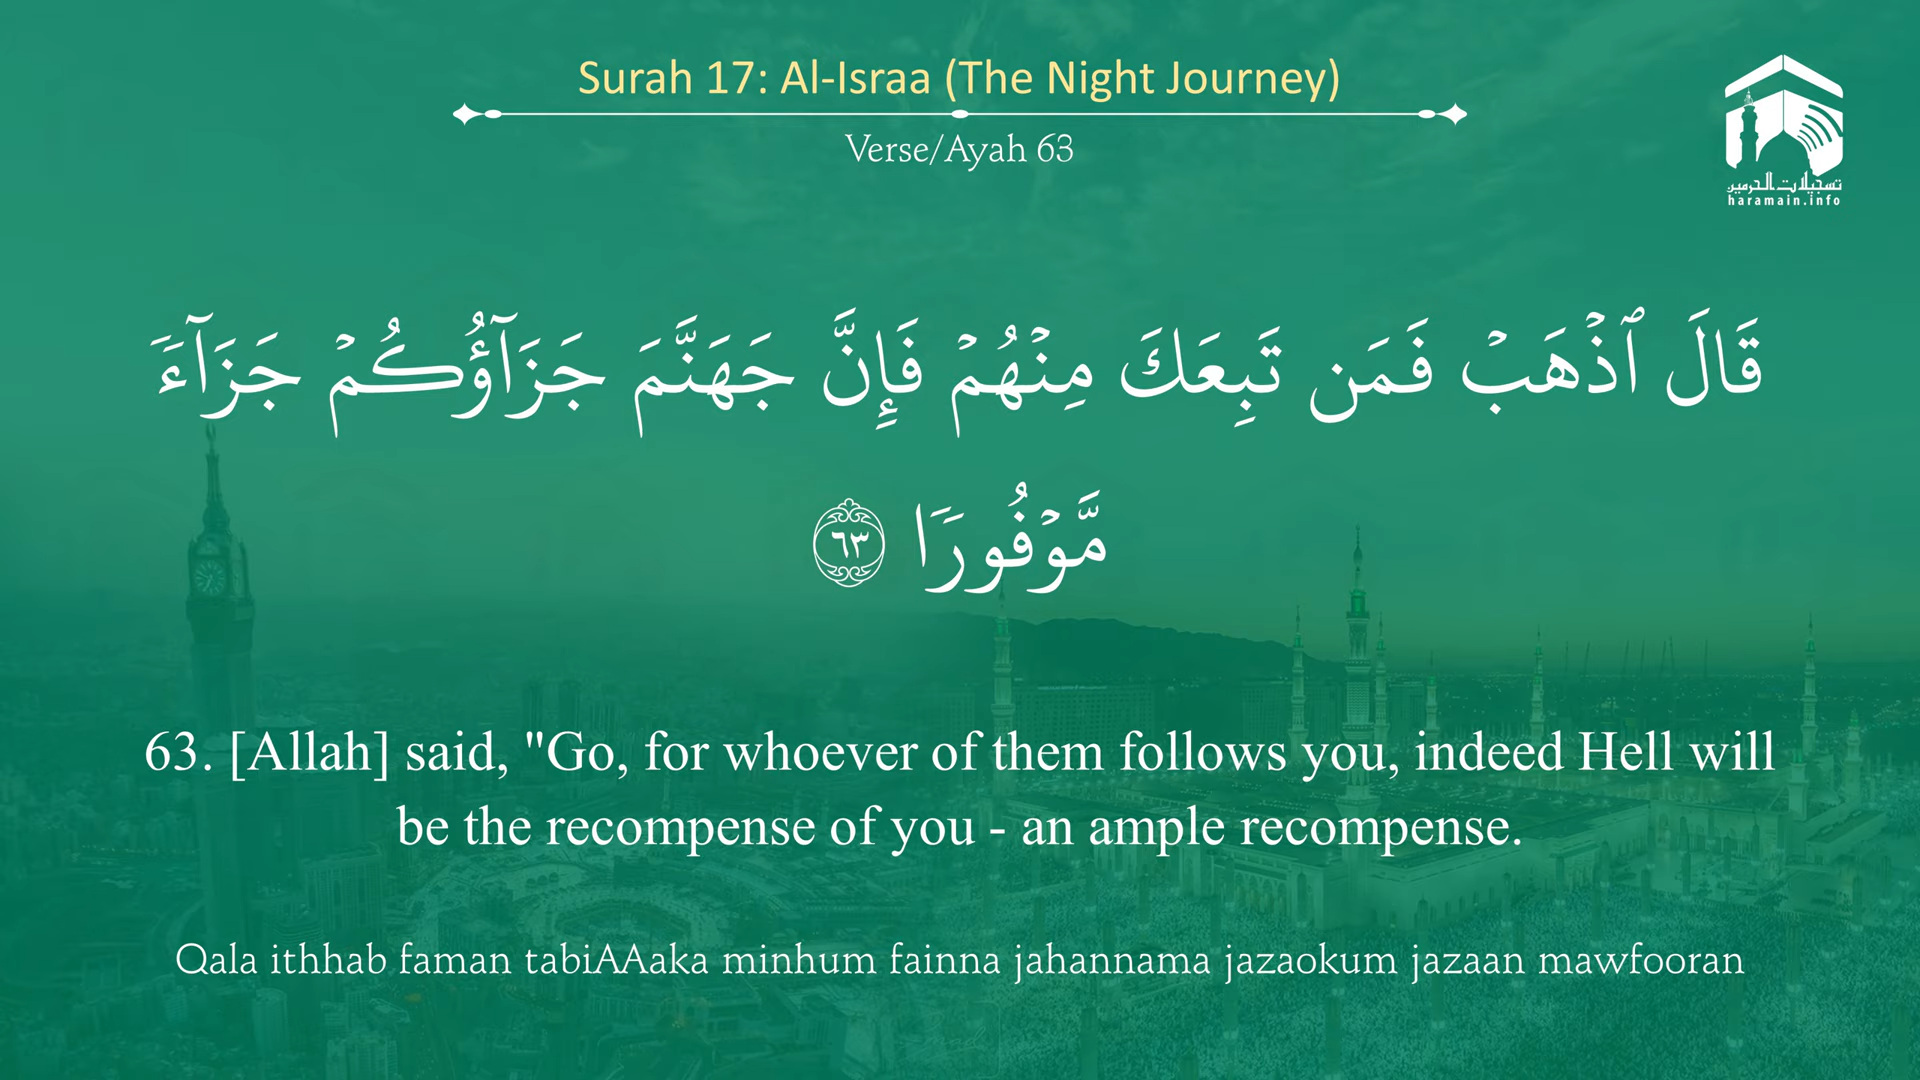 Surah 17: Al-Israa (The Night Journey)
Verse/Ayah 63
تسجيلات الحرمين
haramain.info
قَالَ ٱذْهَبْ فَمَن تَبِعَكَ مِنْهُمْ فَإِنَّ جَهَنَّمَ جَزَآؤُكُمْ جَزَآءً
مَّوْفُورًا ٦٣
63. [Allah] said, "Go, for whoever of them follows you, indeed Hell will
be the recompense of you - an ample recompense.
Qala ithhab faman tabiAAaka minhum fainna jahannama jazaokum jazaan mawfooran